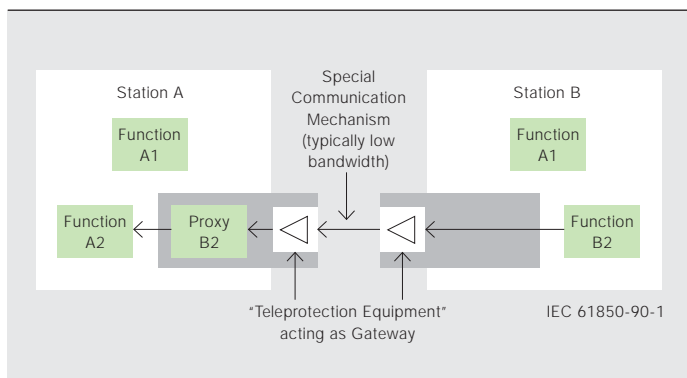 Station A
Special
Communication
Mechanism
(typically low
bandwidth)
Station B
Function
A1
Function
A1
Function
A2
Proxy
B2
Function
B2
"Teleprotection Equipment"
acting as Gateway
IEC 61850-90-1